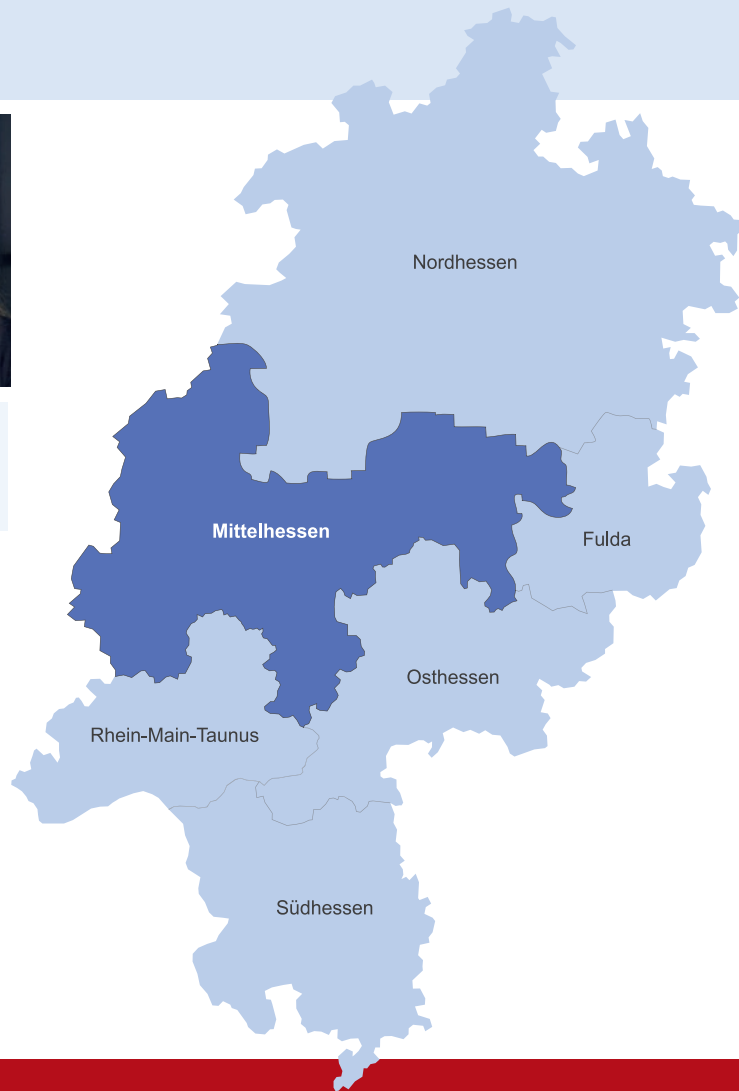 Nordhessen
Mittelhessen
Fulda
Osthessen
Rhein-Main-Taunus
Südhessen